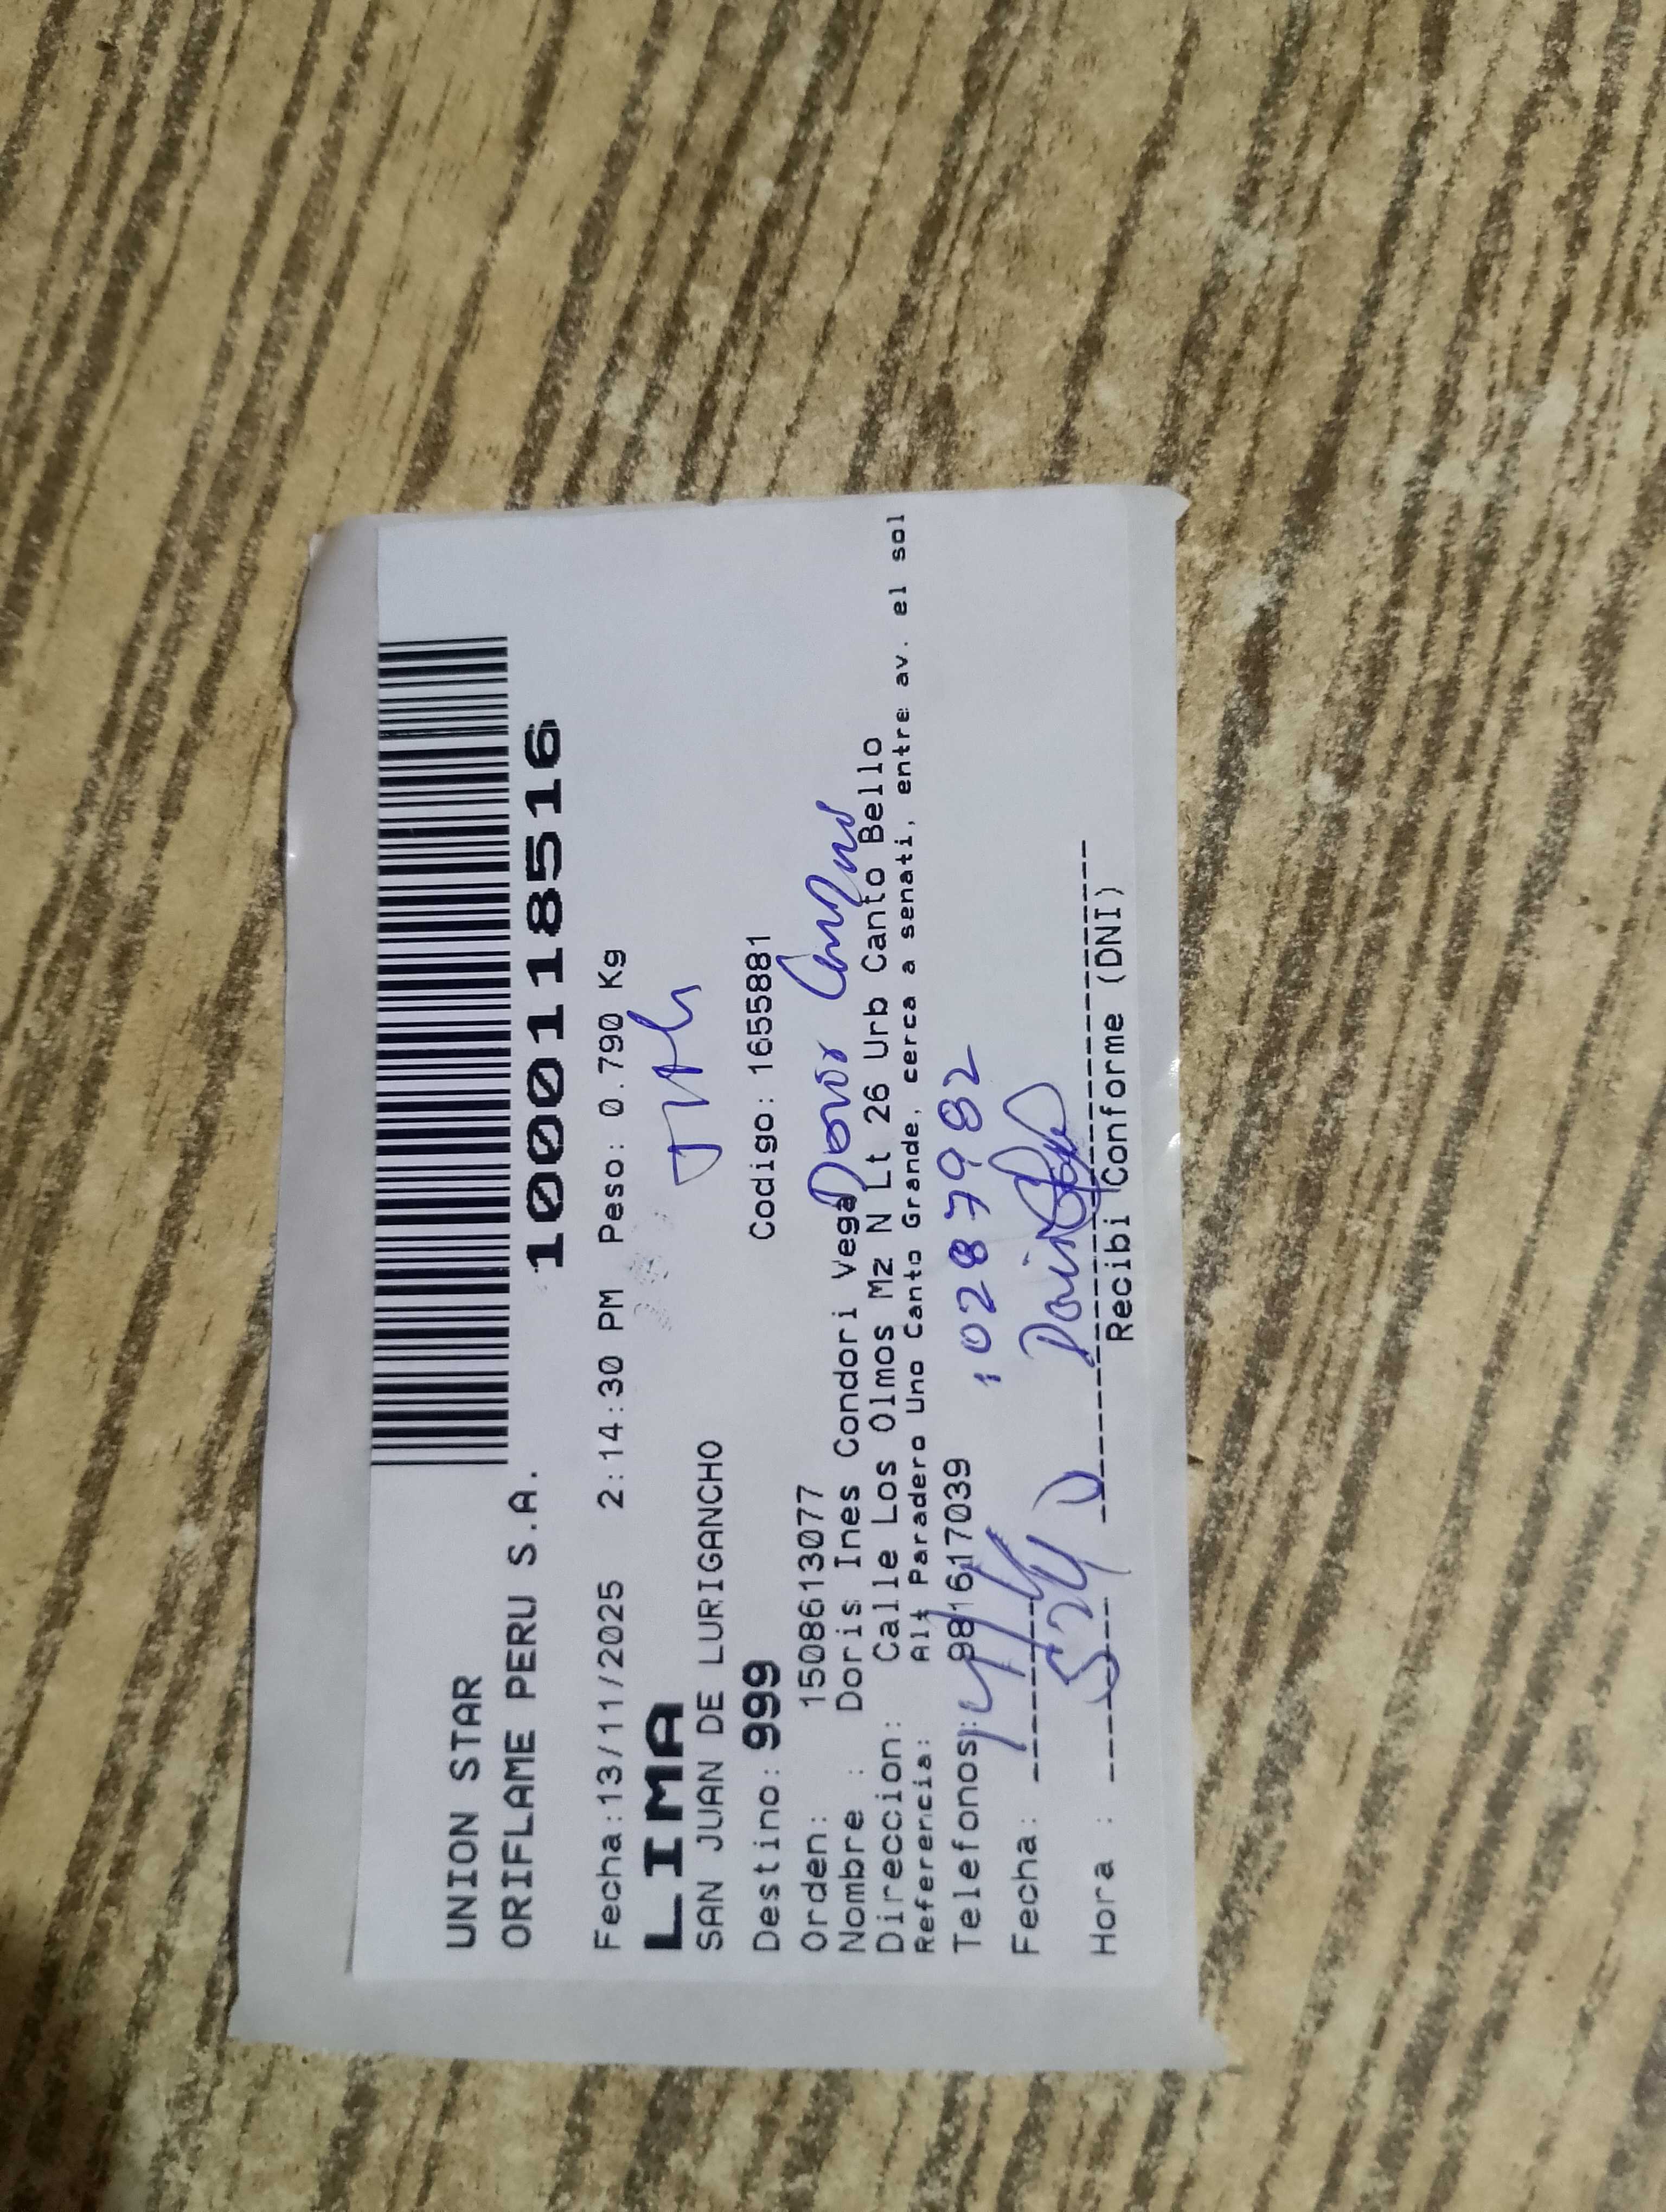 UNION STAR
ORIFLAME PERU S.A. 1000118516
Fecha:13/11/2025 2:14:30 PM Peso: 0.790 Kg
LIMA
SAN JUAN DE LURIGANCHO
Destino: 999 Codigo: 1655881
Orden: 1508613077
Nombre : Doris Ines Condori Vega
Direccion: Calle Los Olmos Mz N Lt 26 Urb Canto Bello
Referencia: Alt Paradero Uno Canto Grande, cerca a senati, entre av. el sol
Telefonos: 981617039 10287982
Fecha:
Hora :
Recibi Conforme (DNI)